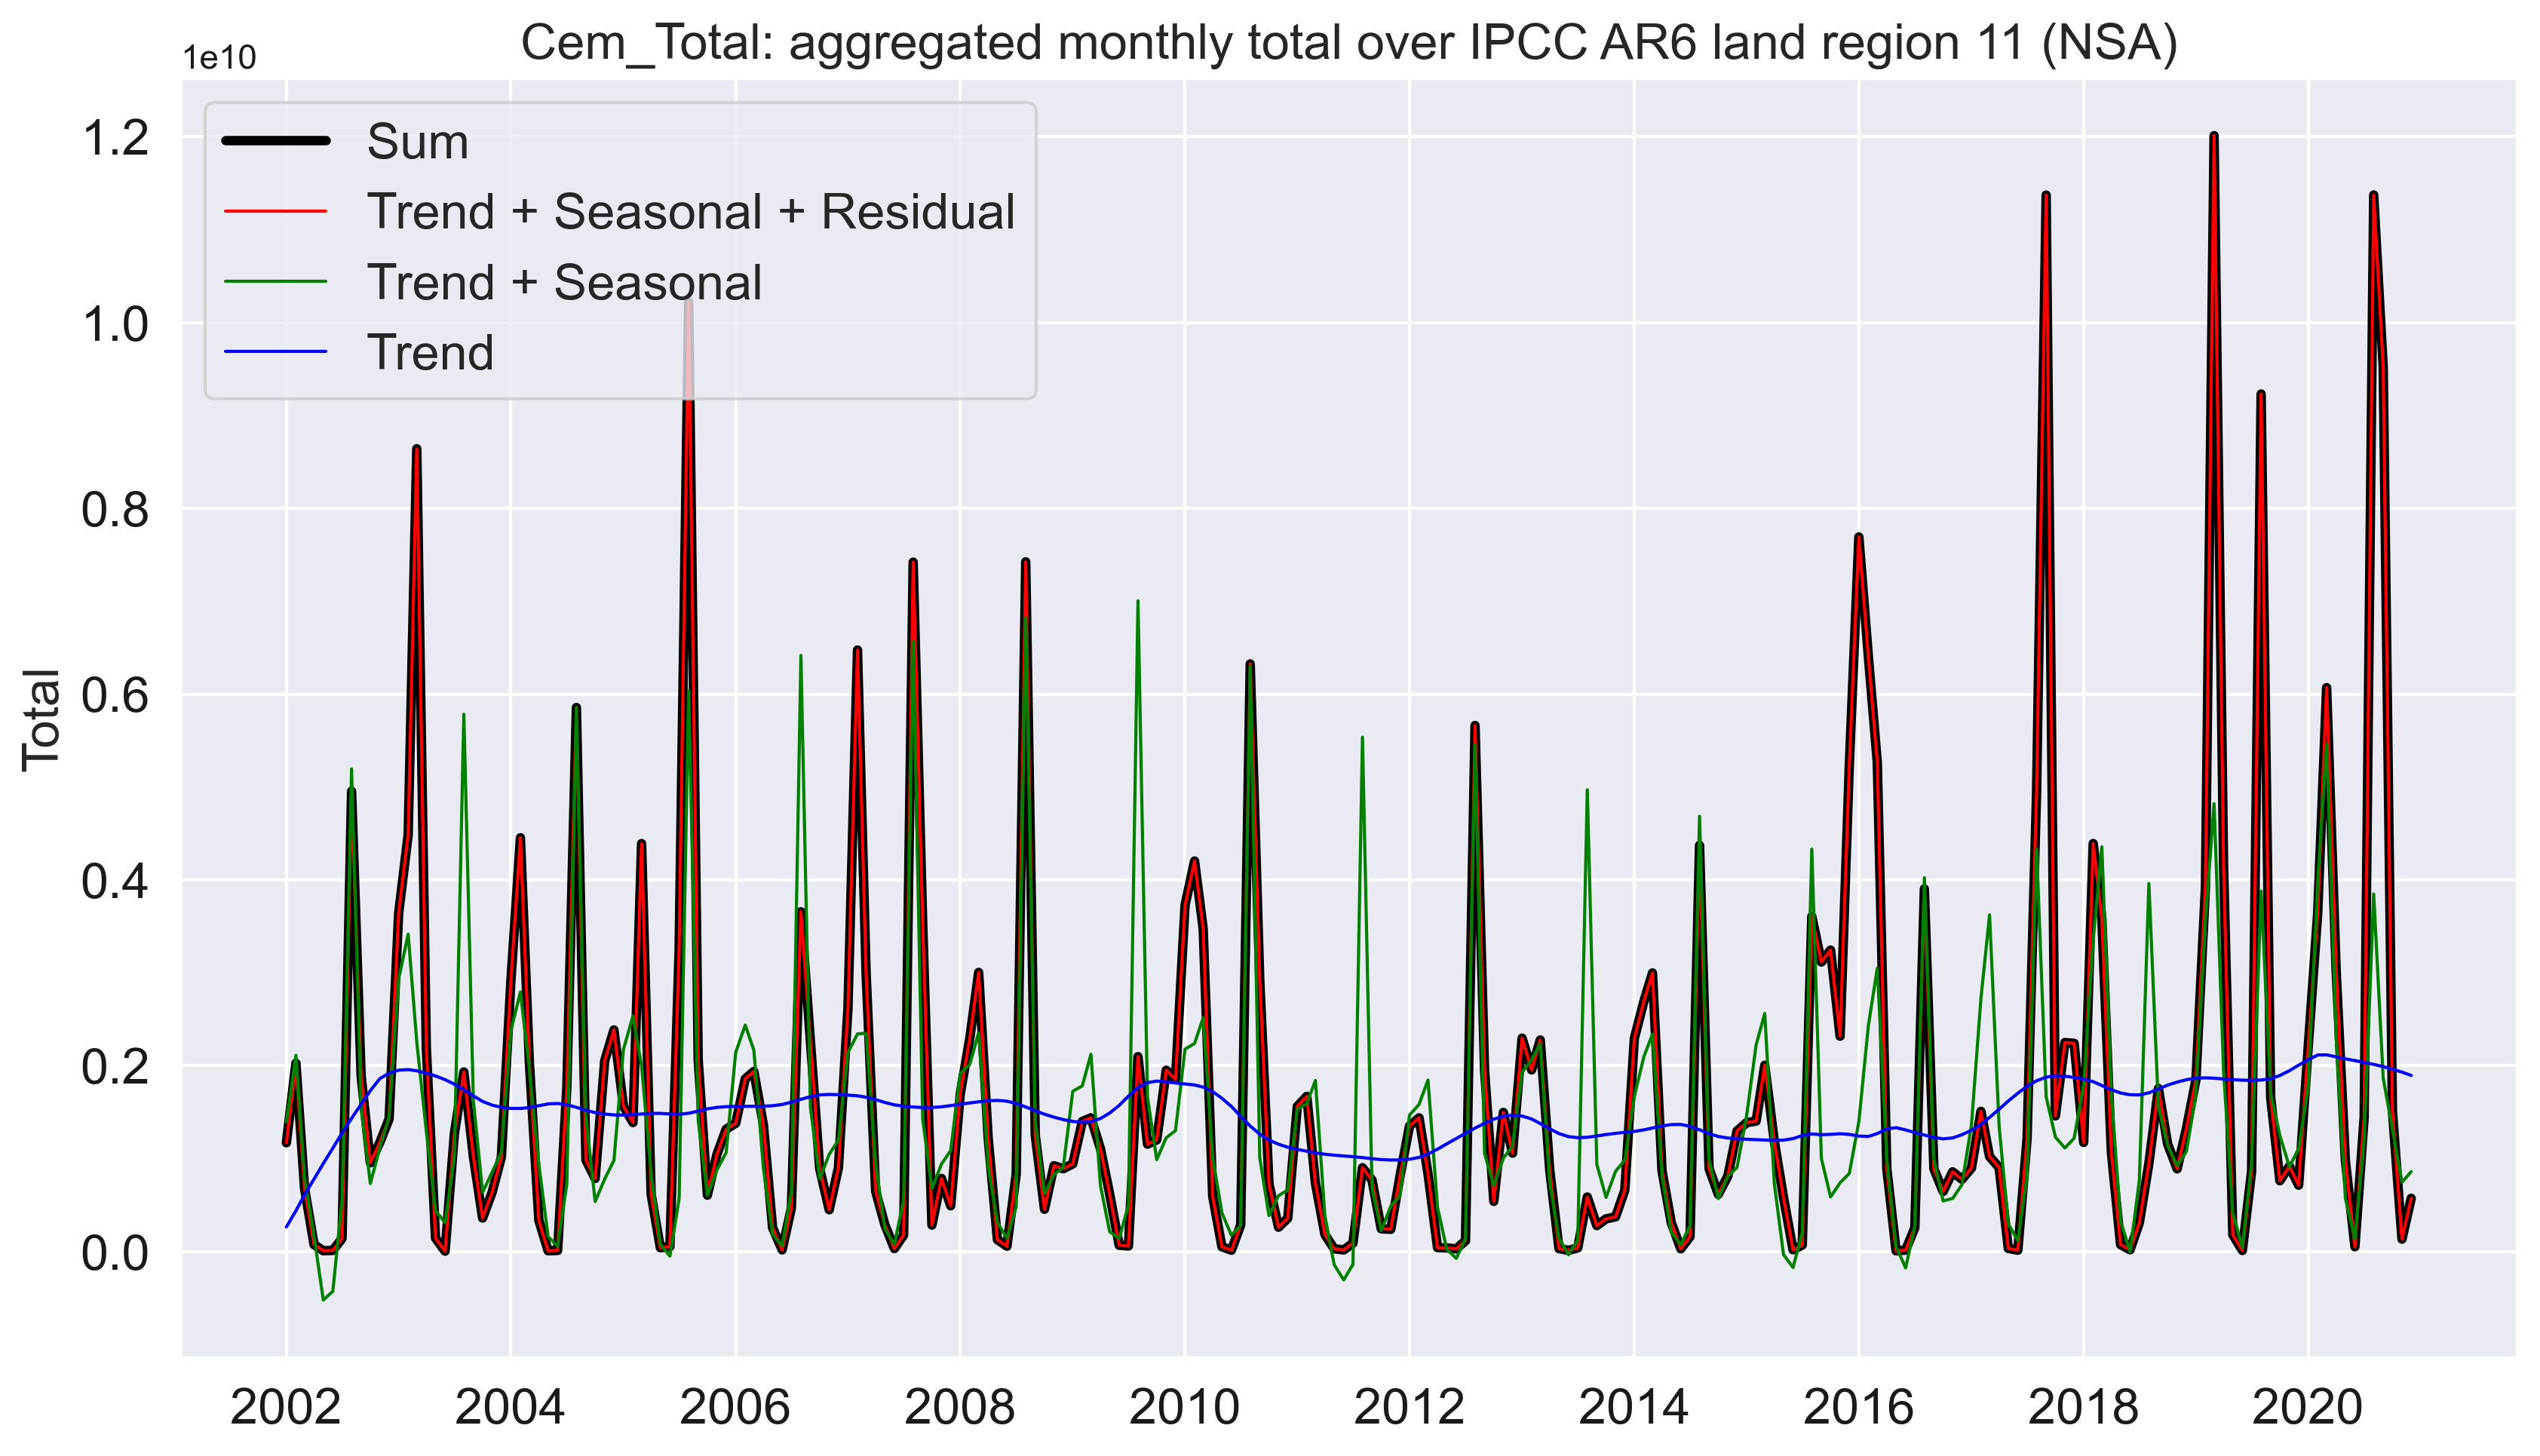 Cem_Total: aggregated monthly total over IPCC AR6 land region 11 (NSA)
1e10
Sum
Trend + Seasonal + Residual
Trend + Seasonal
Trend
1.2
1.0
0.8
0.6
0.4
0.2
0.0
Total
2002 2004 2006 2008 2010 2012 2014 2016 2018 2020